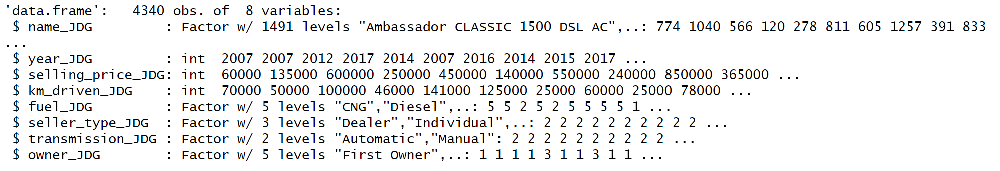 'data.frame':   4340 obs. of  8 variables:
 $ name_JDG         : Factor w/ 1491 levels "Ambassador CLASSIC 1500 DSL AC",..: 774 1040 566 120 278 811 605 1257 391 833
...
 $ year_JDG         : int  2007 2007 2012 2017 2014 2007 2016 2014 2015 2017 ...
 $ selling_price_JDG: int  60000 135000 600000 250000 450000 140000 550000 240000 850000 365000 ...
 $ km_driven_JDG    : int  70000 50000 100000 46000 141000 125000 25000 60000 25000 78000 ...
 $ fuel_JDG         : Factor w/ 5 levels "CNG","Diesel",..: 5 5 2 5 2 5 5 5 5 1 ...
 $ seller_type_JDG  : Factor w/ 3 levels "Dealer","Individual",..: 2 2 2 2 2 2 2 2 2 2 ...
 $ transmission_JDG : Factor w/ 2 levels "Automatic","Manual": 2 2 2 2 2 2 2 2 2 2 ...
 $ owner_JDG        : Factor w/ 5 levels "First Owner",..: 1 1 1 1 3 1 1 3 1 1 ...